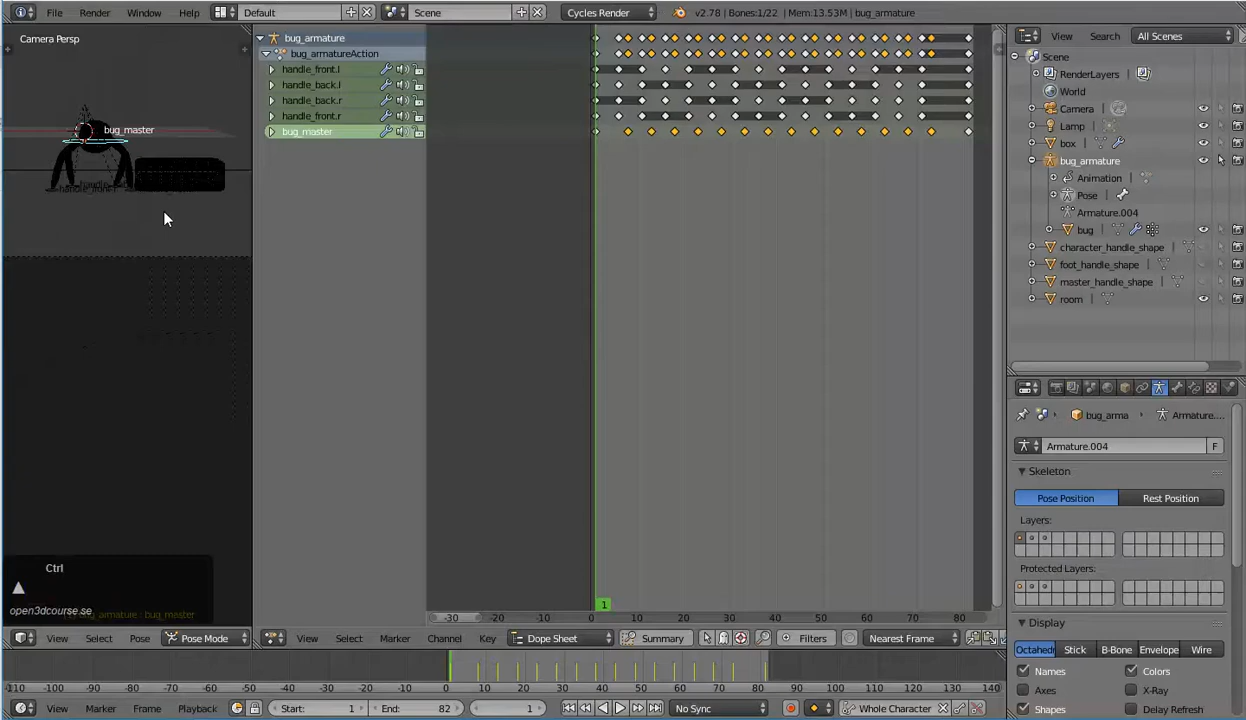 File Render Window Help Default Scene Cycles Render v2.78 | Bones:1/22 | Mem:13.53M | bug_armature View Search All Scenes
Camera Persp
bug_master
bug_armature
bug_armatureAction
handle_front.l
handle_back.l
handle_back.r
handle_front.r
bug_master
Scene
RenderLayers
World
Camera
Lamp
box
bug_armature
Animation
Pose
Armature.004
bug
character_handle_shape
foot_handle_shape
master_handle_shape
room
bug_arma Armature....
Armature.004 F
Skeleton
Pose Position Rest Position
Layers:
Protected Layers:
Display
Octahedr Stick B-Bone Envelope Wire
Names Colors
Axes X-Ray
Shapes Delay Refresh
Ctrl
open3dcourse.se
bug_armature : bug_master
1
-30 -20 -10 0 10 20 30 40 50 60 70 80
View Select Pose Pose Mode View Select Marker Channel Key Dope Sheet Summary Filters Nearest Frame
-110 -90 -80 -70 -60 -50 -40 -30 -20 -10 0 10 20 30 40 50 60 70 80 90 100 110 120 130 140
View Marker Frame Playback Start: 1 End: 82 1 No Sync Whole Character